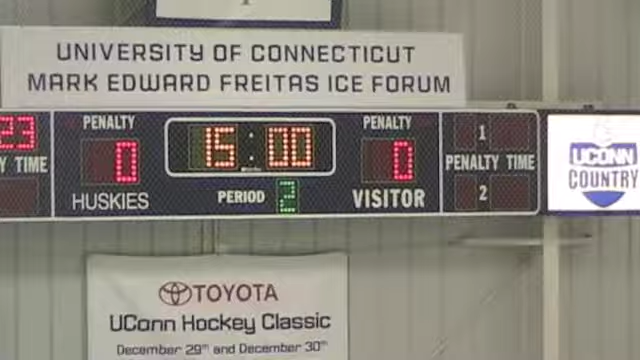 UNIVERSITY OF CONNECTICUT
MARK EDWARD FREITAS ICE FORUM
23
PENALTY
15:00
PENALTY
1
Y TIME
0
0
PENALTY TIME
UCONN
COUNTRY
HUSKIES
PERIOD 2
VISITOR
2
TOYOTA
UConn Hockey Classic
December 29th and December 30th